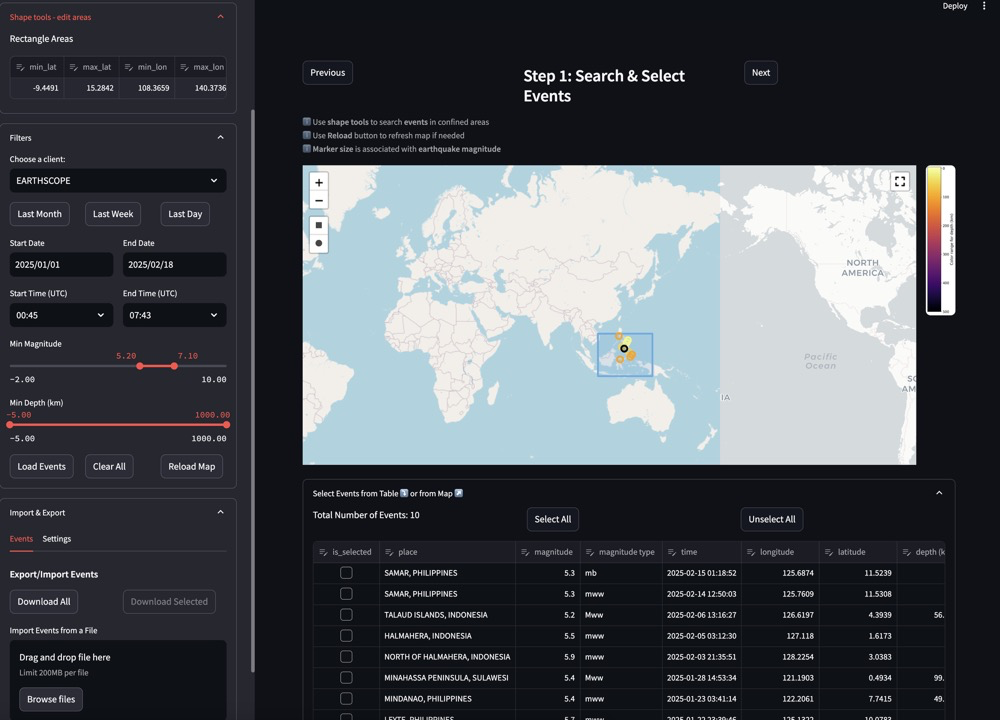 Deploy
Shape tools - edit areas
Rectangle Areas
min_lat max_lat min_lon max_lon
-9.4491 15.2842 108.3659 140.3736
Filters
Choose a client:
EARTHSCOPE
Last Month Last Week Last Day
Start Date End Date
2025/01/01 2025/02/18
Start Time (UTC) End Time (UTC)
00:45 07:43
Min Magnitude
5.20 7.10
-2.00 10.00
Min Depth (km)
-5.00 1000.00
-5.00 1000.00
Load Events Clear All Reload Map
Import & Export
Events Settings
Export/Import Events
Download All Download Selected
Import Events from a File
Drag and drop file here
Limit 200MB per file
Browse files
Previous
Step 1: Search & Select
Events
Next
Use shape tools to search events in confined areas
Use Reload button to refresh map if needed
Marker size is associated with earthquake magnitude
+
−
NORTH
AMERICA
Pacific
Ocean
IA
SO
AM
Select Events from Table or from Map
Total Number of Events: 10
Select All Unselect All
is_selected place magnitude magnitude type time longitude latitude depth (k
SAMAR, PHILIPPINES 5.3 mb 2025-02-15 01:18:52 125.6874 11.5239
SAMAR, PHILIPPINES 5.3 mww 2025-02-14 12:50:03 125.7609 11.5308
TALAUD ISLANDS, INDONESIA 5.2 Mww 2025-02-06 13:16:27 126.6197 4.3939 56.
HALMAHERA, INDONESIA 5.5 mww 2025-02-05 03:12:30 127.118 1.6173
NORTH OF HALMAHERA, INDONESIA 5.9 mww 2025-02-03 21:35:51 128.2254 3.0383
MINAHASSA PENINSULA, SULAWESI 5.4 Mww 2025-01-28 14:53:34 121.1903 0.4934 99.
MINDANAO, PHILIPPINES 5.4 mww 2025-01-23 03:41:14 122.2061 7.7415 49.